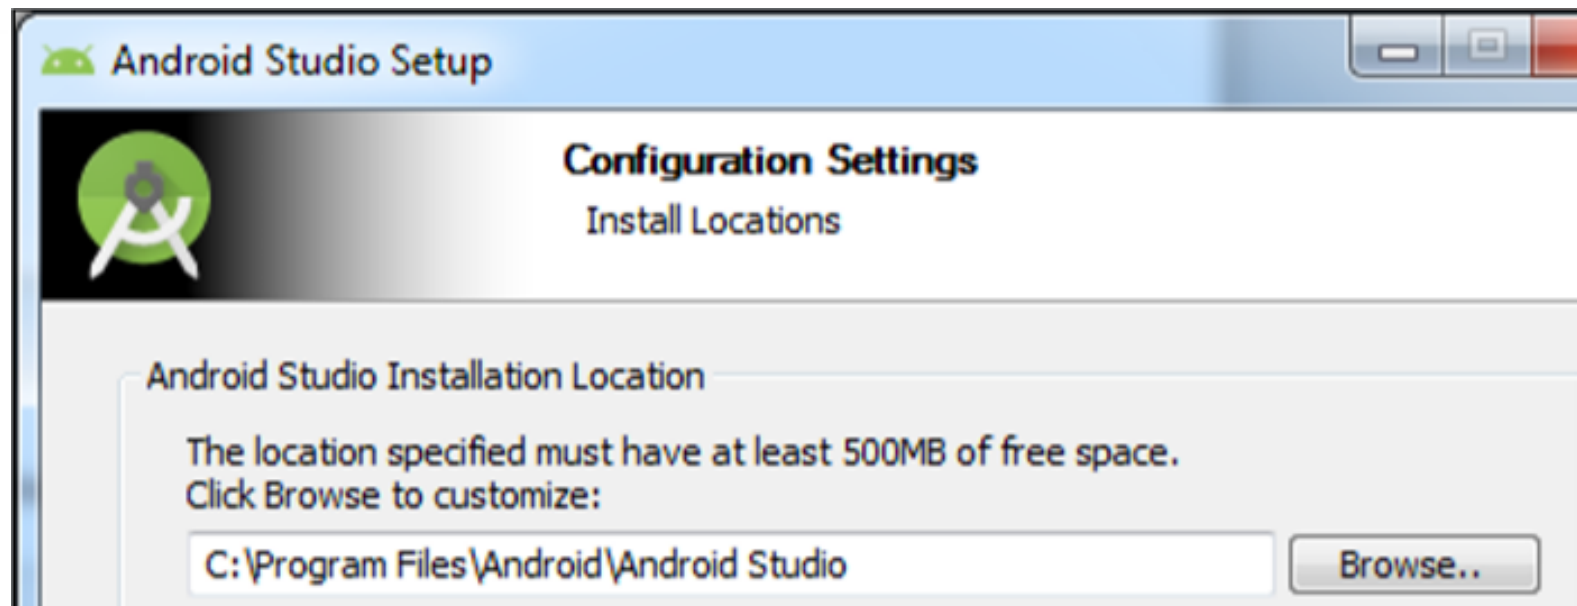 Android Studio Setup
Configuration Settings
Install Locations
Android Studio Installation Location
The location specified must have at least 500MB of free space.
Click Browse to customize:
C:\Program Files\Android\Android Studio
Browse..